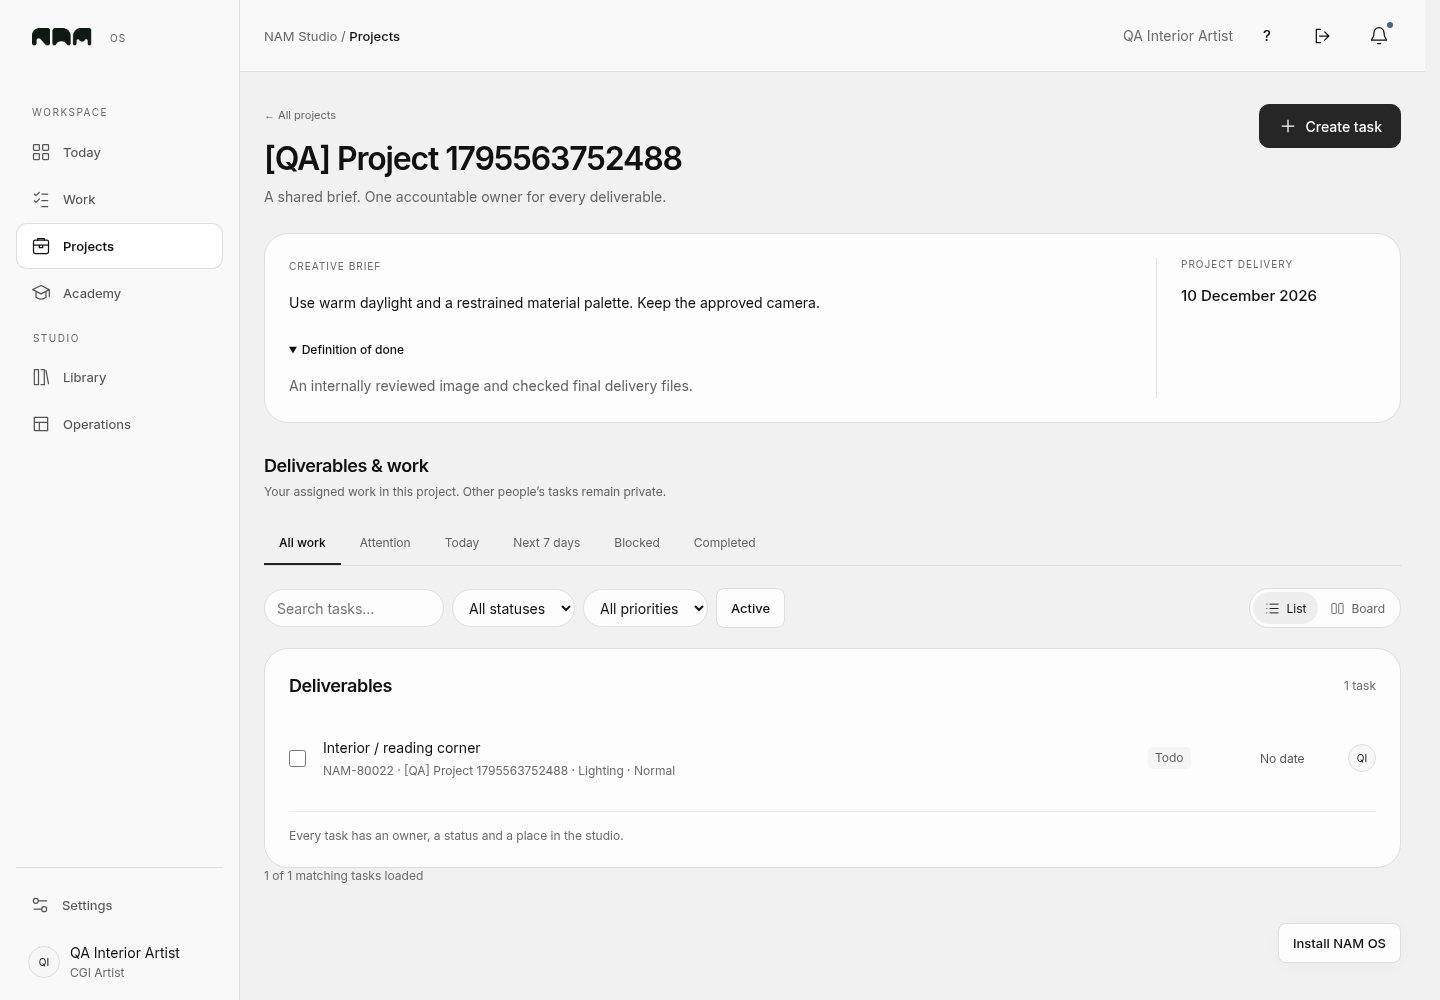 NAM OS
WORKSPACE
Today
Work
Projects
Academy
STUDIO
Library
Operations
Settings
QI
QA Interior Artist
CGI Artist
NAM Studio / Projects
QA Interior Artist
?
← All projects
[QA] Project 1795563752488
A shared brief. One accountable owner for every deliverable.
Create task
CREATIVE BRIEF
Use warm daylight and a restrained material palette. Keep the approved camera.
▼ Definition of done
An internally reviewed image and checked final delivery files.
PROJECT DELIVERY
10 December 2026
Deliverables & work
Your assigned work in this project. Other people’s tasks remain private.
All work Attention Today Next 7 days Blocked Completed
Search tasks... All statuses All priorities Active List Board
Deliverables 1 task
Interior / reading corner
NAM-80022 · [QA] Project 1795563752488 · Lighting · Normal
Todo No date QI
Every task has an owner, a status and a place in the studio.
1 of 1 matching tasks loaded
Install NAM OS